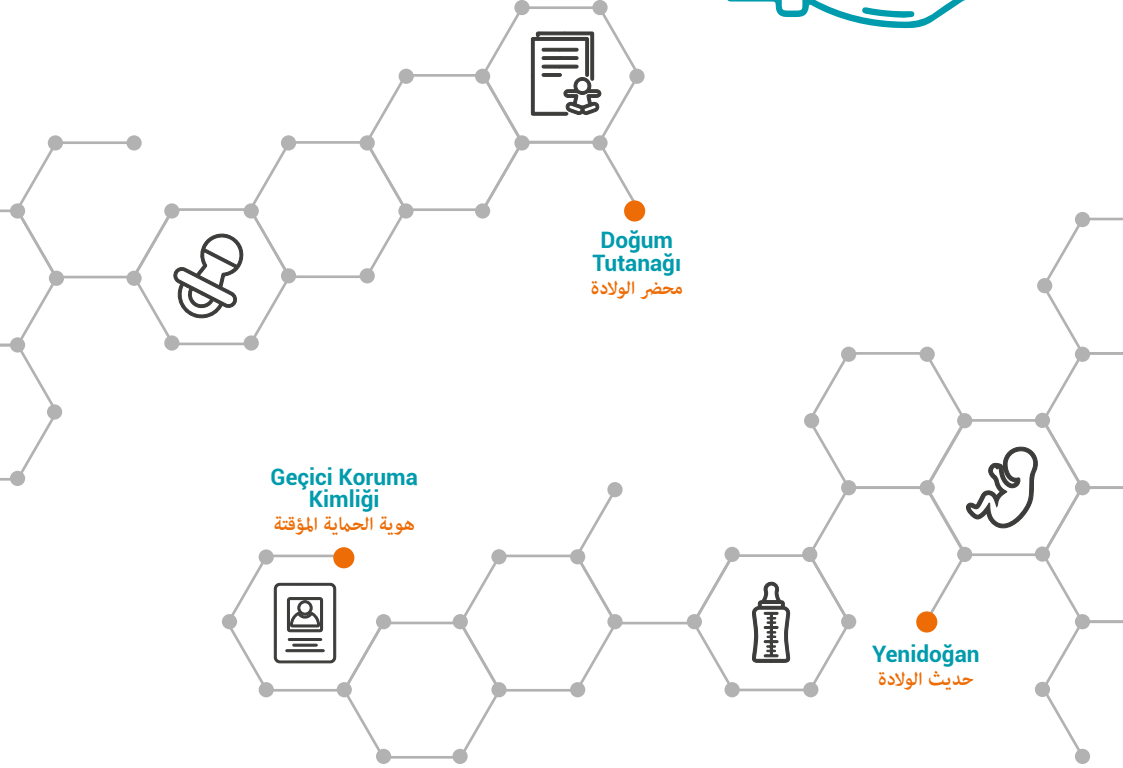 Doğum
Tutanağı
محضر الولادة
Geçici Koruma
Kimliği
هوية الحماية المؤقتة
Yenidoğan
حديث الولادة